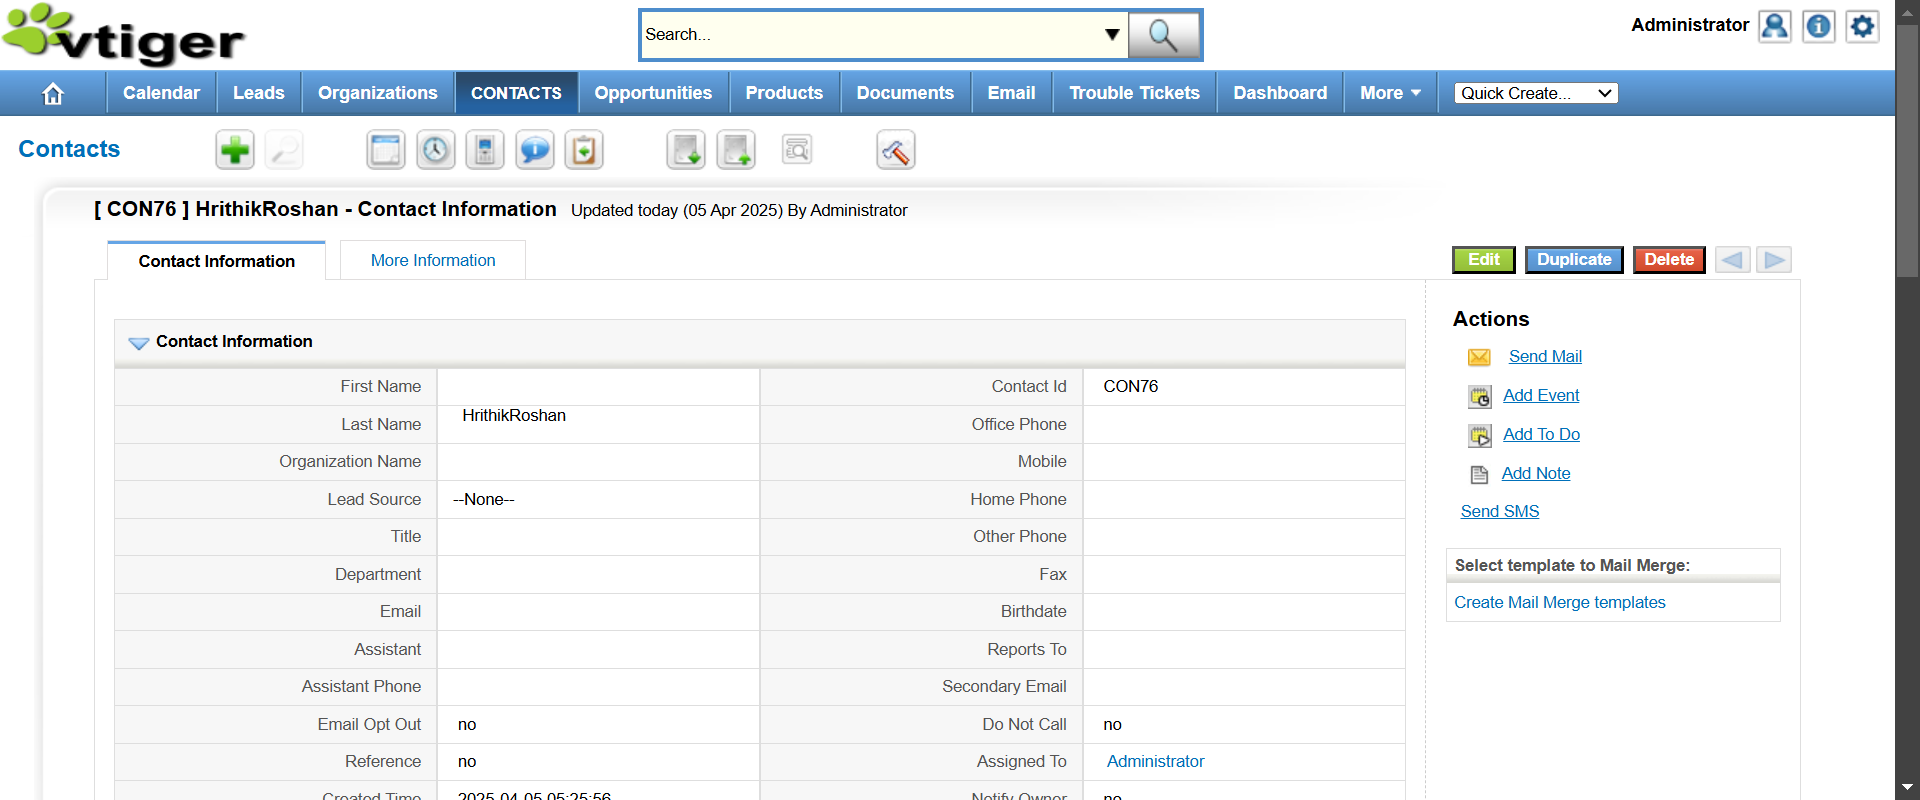 vtiger
Search...
Administrator
Calendar Leads Organizations CONTACTS Opportunities Products Documents Email Trouble Tickets Dashboard More Quick Create...
Contacts
[ CON76 ] HrithikRoshan - Contact Information Updated today (05 Apr 2025) By Administrator
Contact Information More Information
Edit Duplicate Delete
Contact Information
First Name Contact Id CON76
Last Name HrithikRoshan Office Phone
Organization Name Mobile
Lead Source --None-- Home Phone
Title Other Phone
Department Fax
Email Birthdate
Assistant Reports To
Assistant Phone Secondary Email
Email Opt Out no Do Not Call no
Reference no Assigned To Administrator
Created Time 2025-04-05 05:25:56 Notify Owner no
Actions
Send Mail
Add Event
Add To Do
Add Note
Send SMS
Select template to Mail Merge:
Create Mail Merge templates